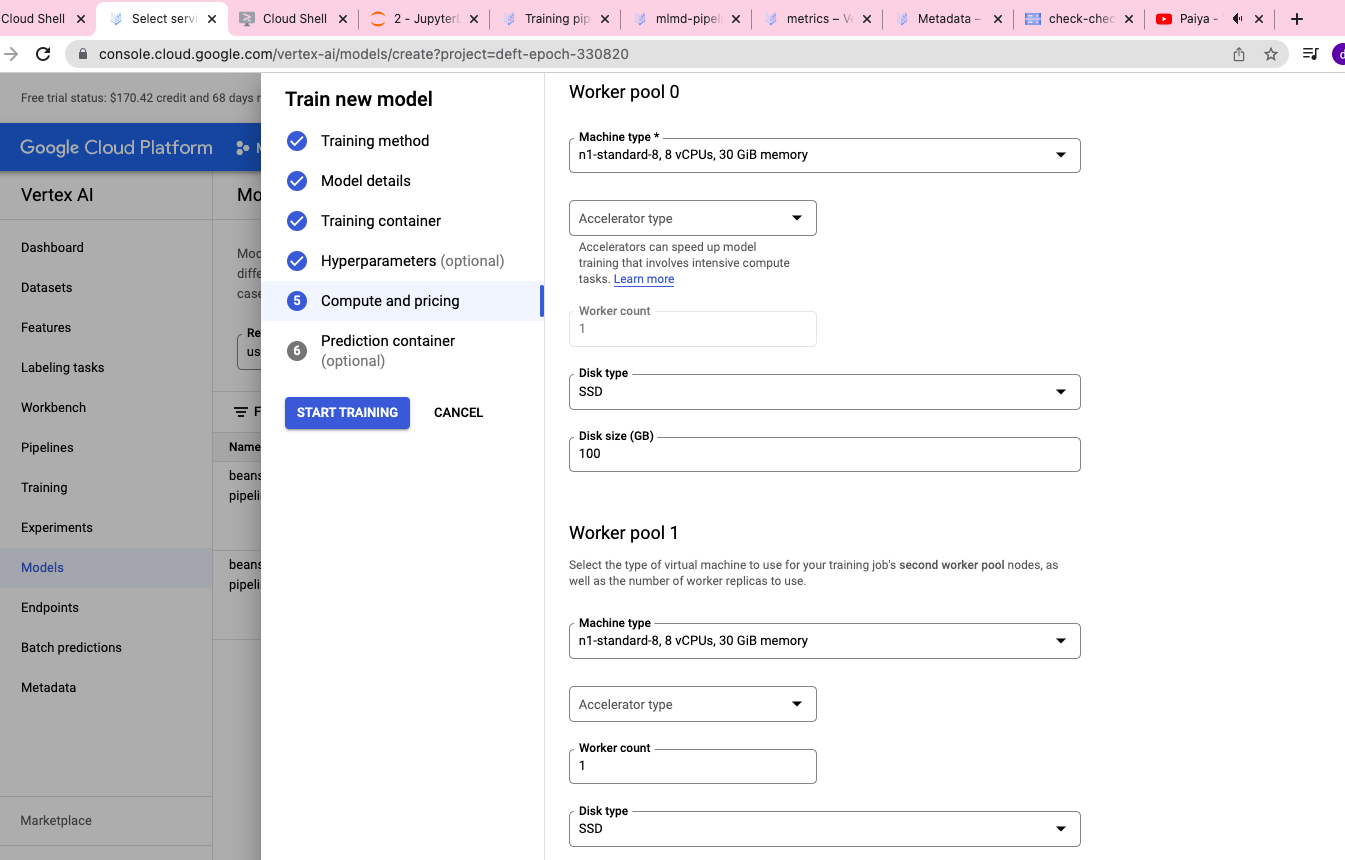 Cloud Shell
Select servi
Cloud Shell
2 - JupyterL
Training pip
mlmd-pipel
metrics – Ve
Metadata –
check-chec
Paiya -
console.cloud.google.com/vertex-ai/models/create?project=deft-epoch-330820
d
Free trial status: $170.42 credit and 68 days r
Google Cloud Platform
M
Vertex AI
Mo
Dashboard
Datasets
Features
Labeling tasks
Workbench
Pipelines
Training
Experiments
Models
Endpoints
Batch predictions
Metadata
Marketplace
Mod
diffe
case
Re
us
F
Name
beans
pipeli
beans
pipeli
Train new model
Training method
Model details
Training container
Hyperparameters (optional)
5 Compute and pricing
6 Prediction container
(optional)
START TRAINING
CANCEL
Worker pool 0
Machine type *
n1-standard-8, 8 vCPUs, 30 GiB memory
Accelerator type
Accelerators can speed up model
training that involves intensive compute
tasks. Learn more
Worker count
1
Disk type
SSD
Disk size (GB)
100
Worker pool 1
Select the type of virtual machine to use for your training job's second worker pool nodes, as
well as the number of worker replicas to use.
Machine type
n1-standard-8, 8 vCPUs, 30 GiB memory
Accelerator type
Worker count
1
Disk type
SSD